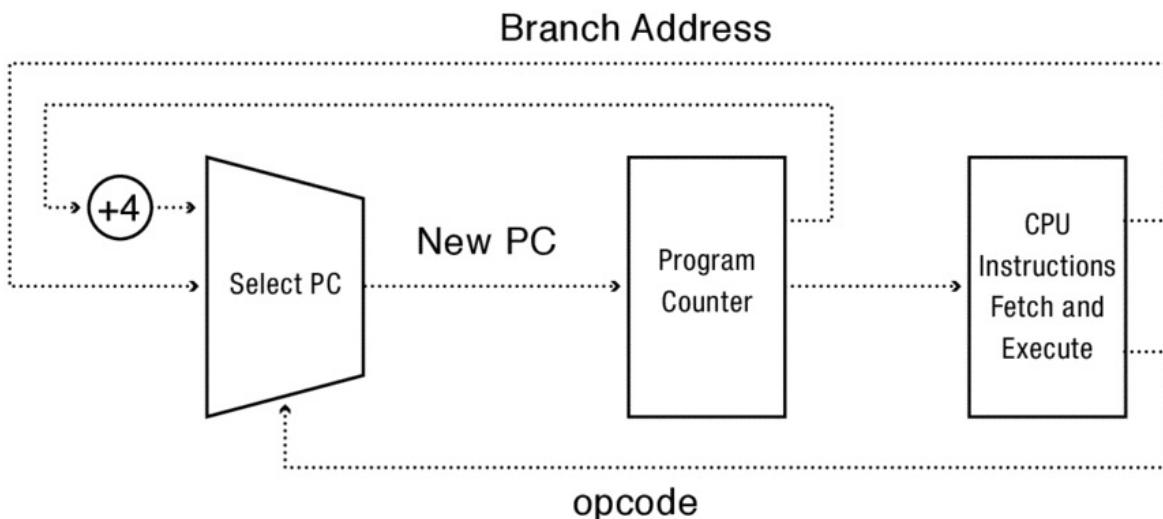 Branch Address
+4
Select PC
New PC
Program
Counter
CPU
Instructions
Fetch and
Execute
opcode